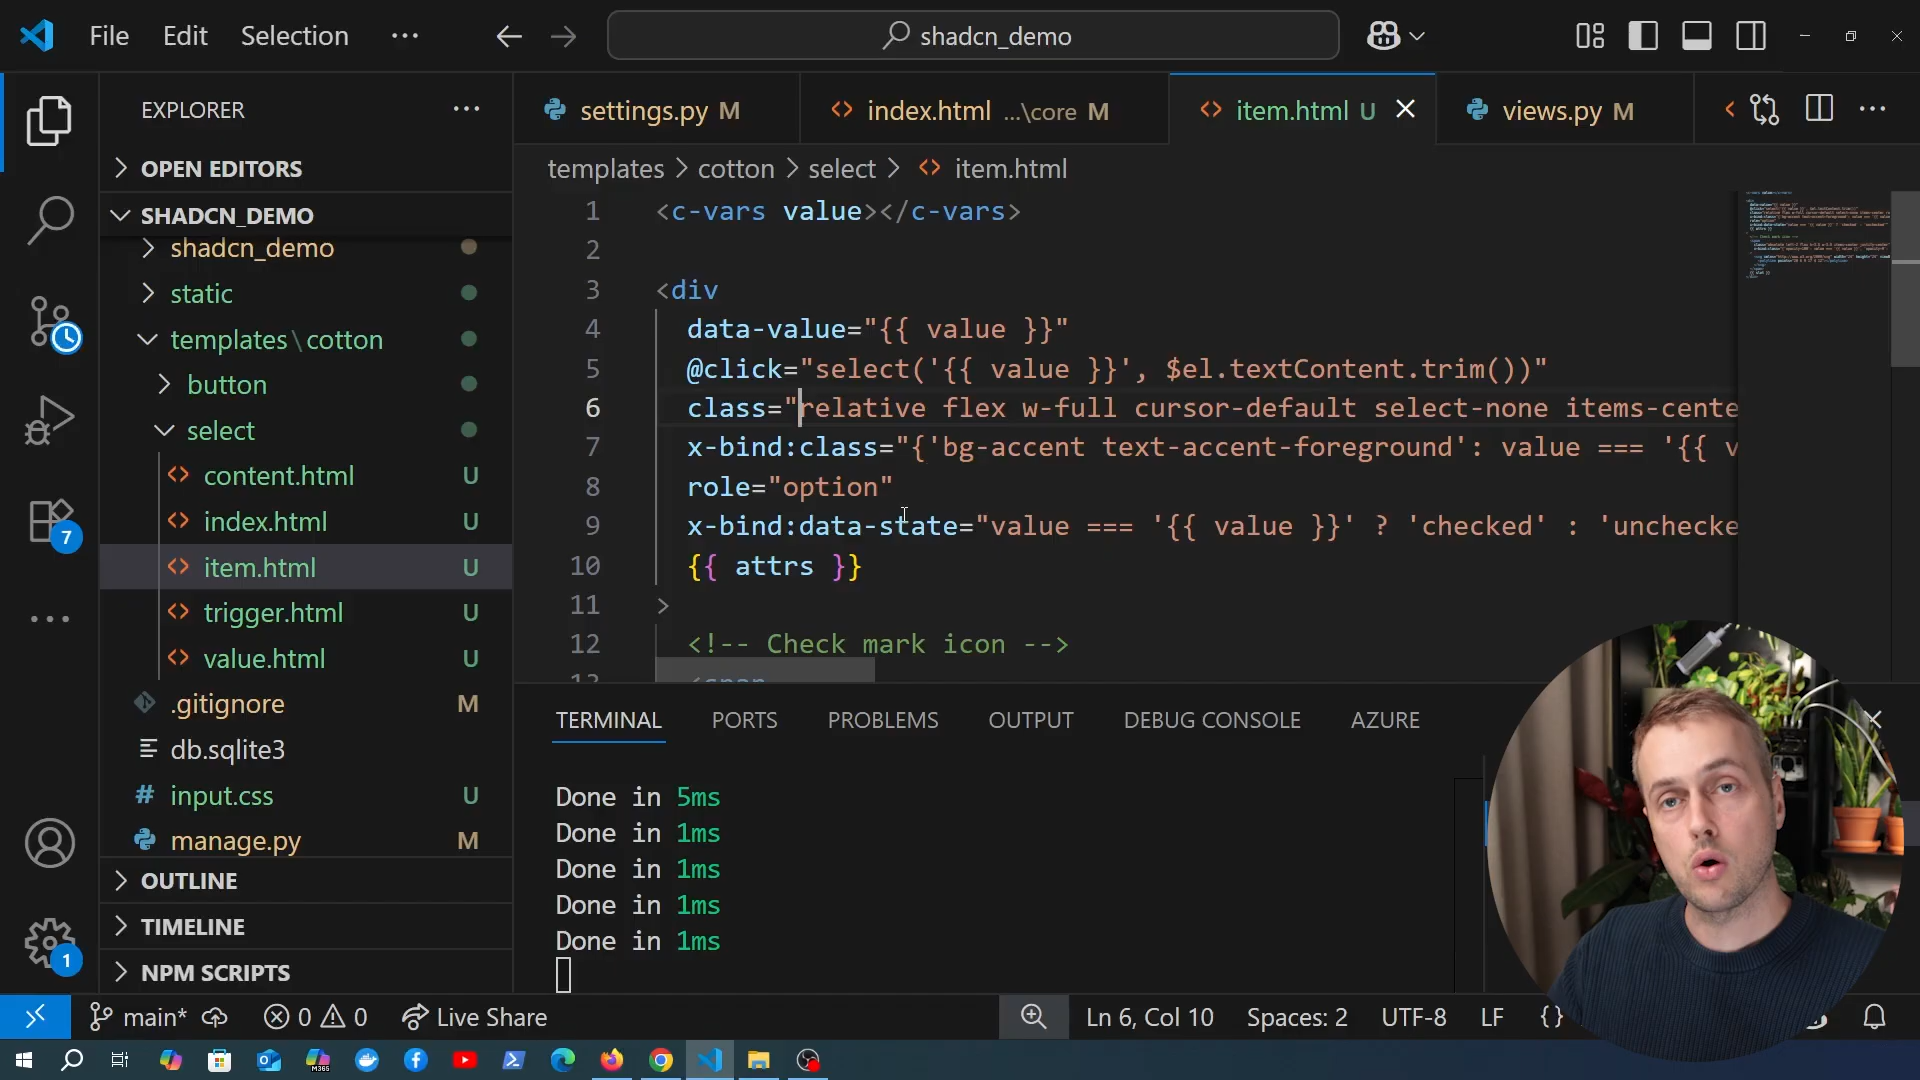 File Edit Selection ··· shadcn_demo
EXPLORER ···
OPEN EDITORS
SHADCN_DEMO
shadcn_demo
static
templates\cotton
button
select
content.html U
index.html U
item.html U
trigger.html U
value.html U
.gitignore M
db.sqlite3
input.css U
manage.py M
OUTLINE
TIMELINE
NPM SCRIPTS
7
1
settings.py M index.html ...\core M item.html U views.py M ···
templates > cotton > select > item.html
1 <c-vars value></c-vars>
2
3 <div
4 data-value="{{ value }}"
5 @click="select('{{ value }}', $el.textContent.trim())"
6 class="relative flex w-full cursor-default select-none items-cente
7 x-bind:class="{'bg-accent text-accent-foreground': value === '{{ v
8 role="option"
9 x-bind:data-state="value === '{{ value }}' ? 'checked' : 'unchecke
10 {{ attrs }}
11 >
12 <!-- Check mark icon -->
13 <span
TERMINAL PORTS PROBLEMS OUTPUT DEBUG CONSOLE AZURE
Done in 5ms
Done in 1ms
Done in 1ms
Done in 1ms
Done in 1ms
main* 0 0 Live Share Ln 6, Col 10 Spaces: 2 UTF-8 LF {}